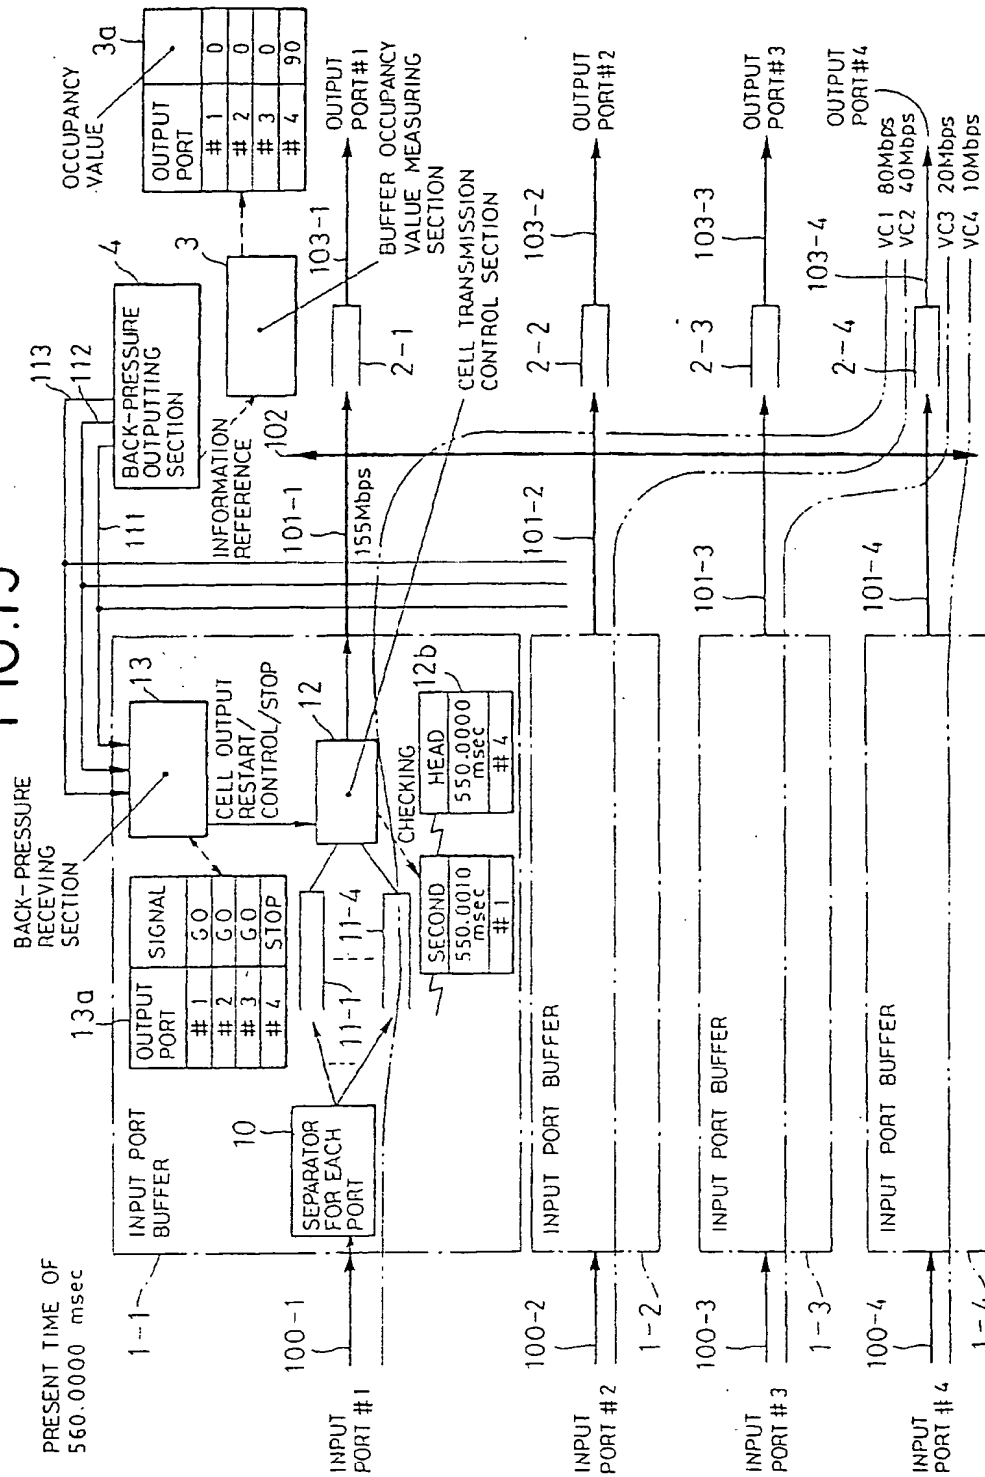 FIG.15
PRESENT TIME OF
560.0000 msec
BACK-PRESSURE
RECEVING
SECTION
13a
OUTPUT
PORT
SIGNAL
# 1
GO
# 2
GO
# 3
GO
# 4
STOP
13
113
112
111
4
BACK-PRESSURE
OUTPUTTING
SECTION
INFORMATION
REFERENCE
102
3
OCCUPANCY
VALUE
3a
OUTPUT
PORT
# 1
0
# 2
0
# 3
0
# 4
90
BUFFER OCCUPANCY
VALUE MEASURING
SECTION
CELL TRANSMISSION
CONTROL SECTION
1-1
INPUT PORT
BUFFER
CELL OUTPUT
RESTART/
CONTROL/STOP
10
SEPARATOR
FOR EACH
PORT
11-1
11-4
12
CHECKING
12b
SECOND
550.0010
msec
# 1
HEAD
550.0000
msec
# 4
INPUT
PORT #1
100-1
101-1
155Mbps
2-1
103-1
OUTPUT
PORT#1
INPUT
PORT #2
100-2
1-2
INPUT PORT BUFFER
101-2
2-2
103-2
OUTPUT
PORT#2
INPUT
PORT #3
100-3
1-3
INPUT PORT BUFFER
101-3
2-3
103-3
OUTPUT
PORT#3
INPUT
PORT # 4
100-4
1-4
INPUT PORT BUFFER
101-4
2-4
103-4
OUTPUT
PORT#4
VC1 80Mbps
VC2 40Mbps
VC3 20Mbps
VC4 10Mbps